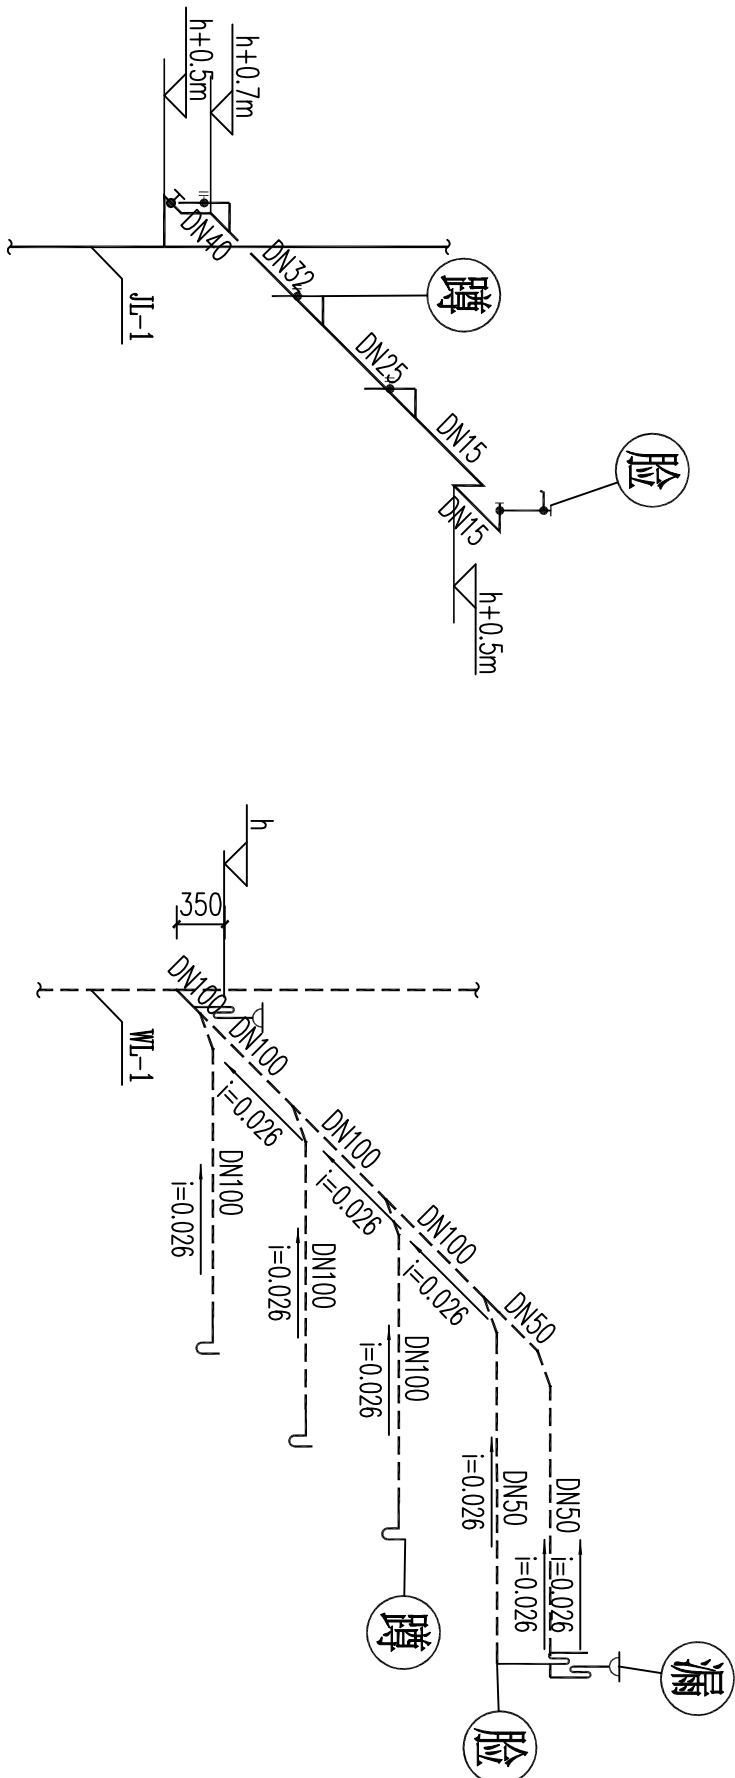 h+0.5m
h+0.7m
DN40
JL-1
DN32
蹲
DN25
DN15
脸
DN15
h+0.5m
h
350
DN100
WL-1
DN100
i=0.026
DN100
i=0.026
DN100
i=0.026
DN50
DN100
i=0.026
DN100
i=0.026
DN100
i=0.026
DN50
i=0.026
DN50
i=0.026
i=0.026
蹲
脸
漏